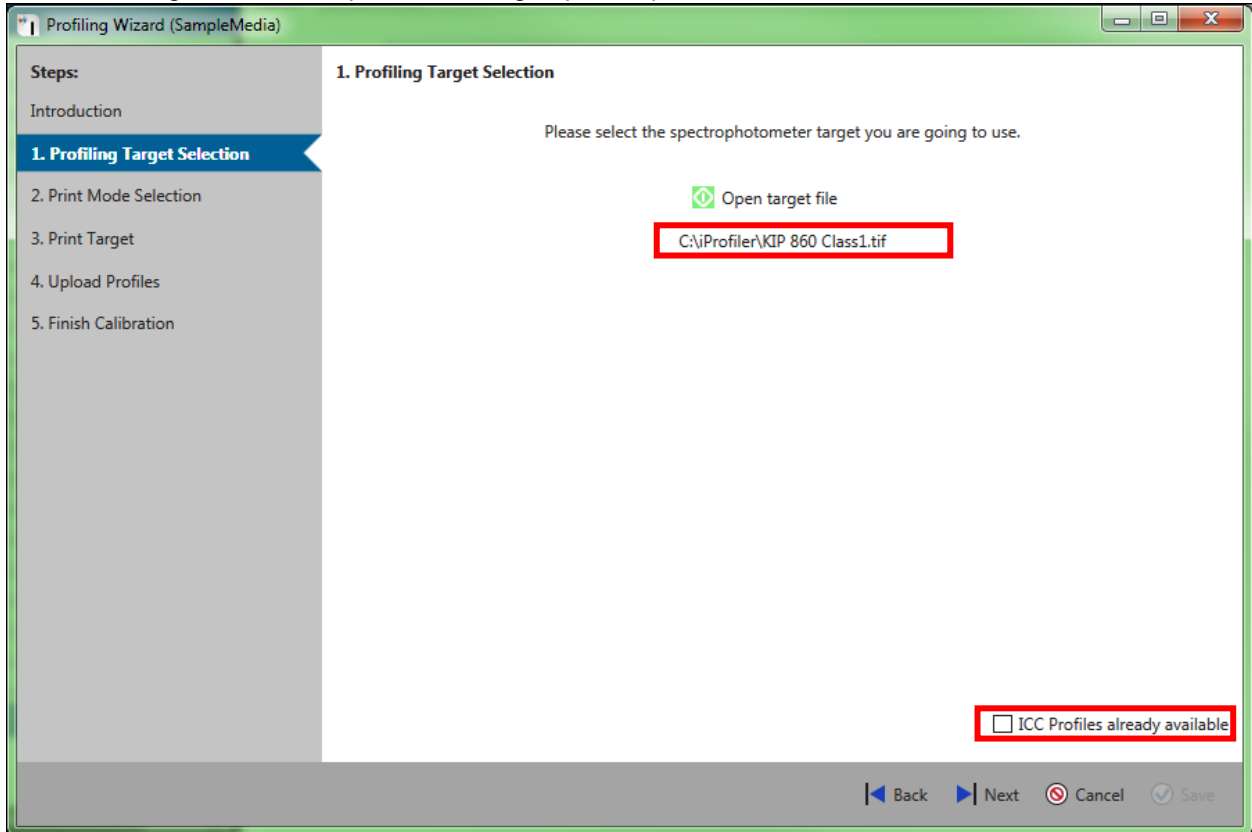 Profiling Wizard (SampleMedia)
Steps:
Introduction
1. Profiling Target Selection
2. Print Mode Selection
3. Print Target
4. Upload Profiles
5. Finish Calibration
1. Profiling Target Selection
Please select the spectrophotometer target you are going to use.
Open target file
C:\iProfiler\KIP 860 Class1.tif
ICC Profiles already available
Back Next Cancel Save